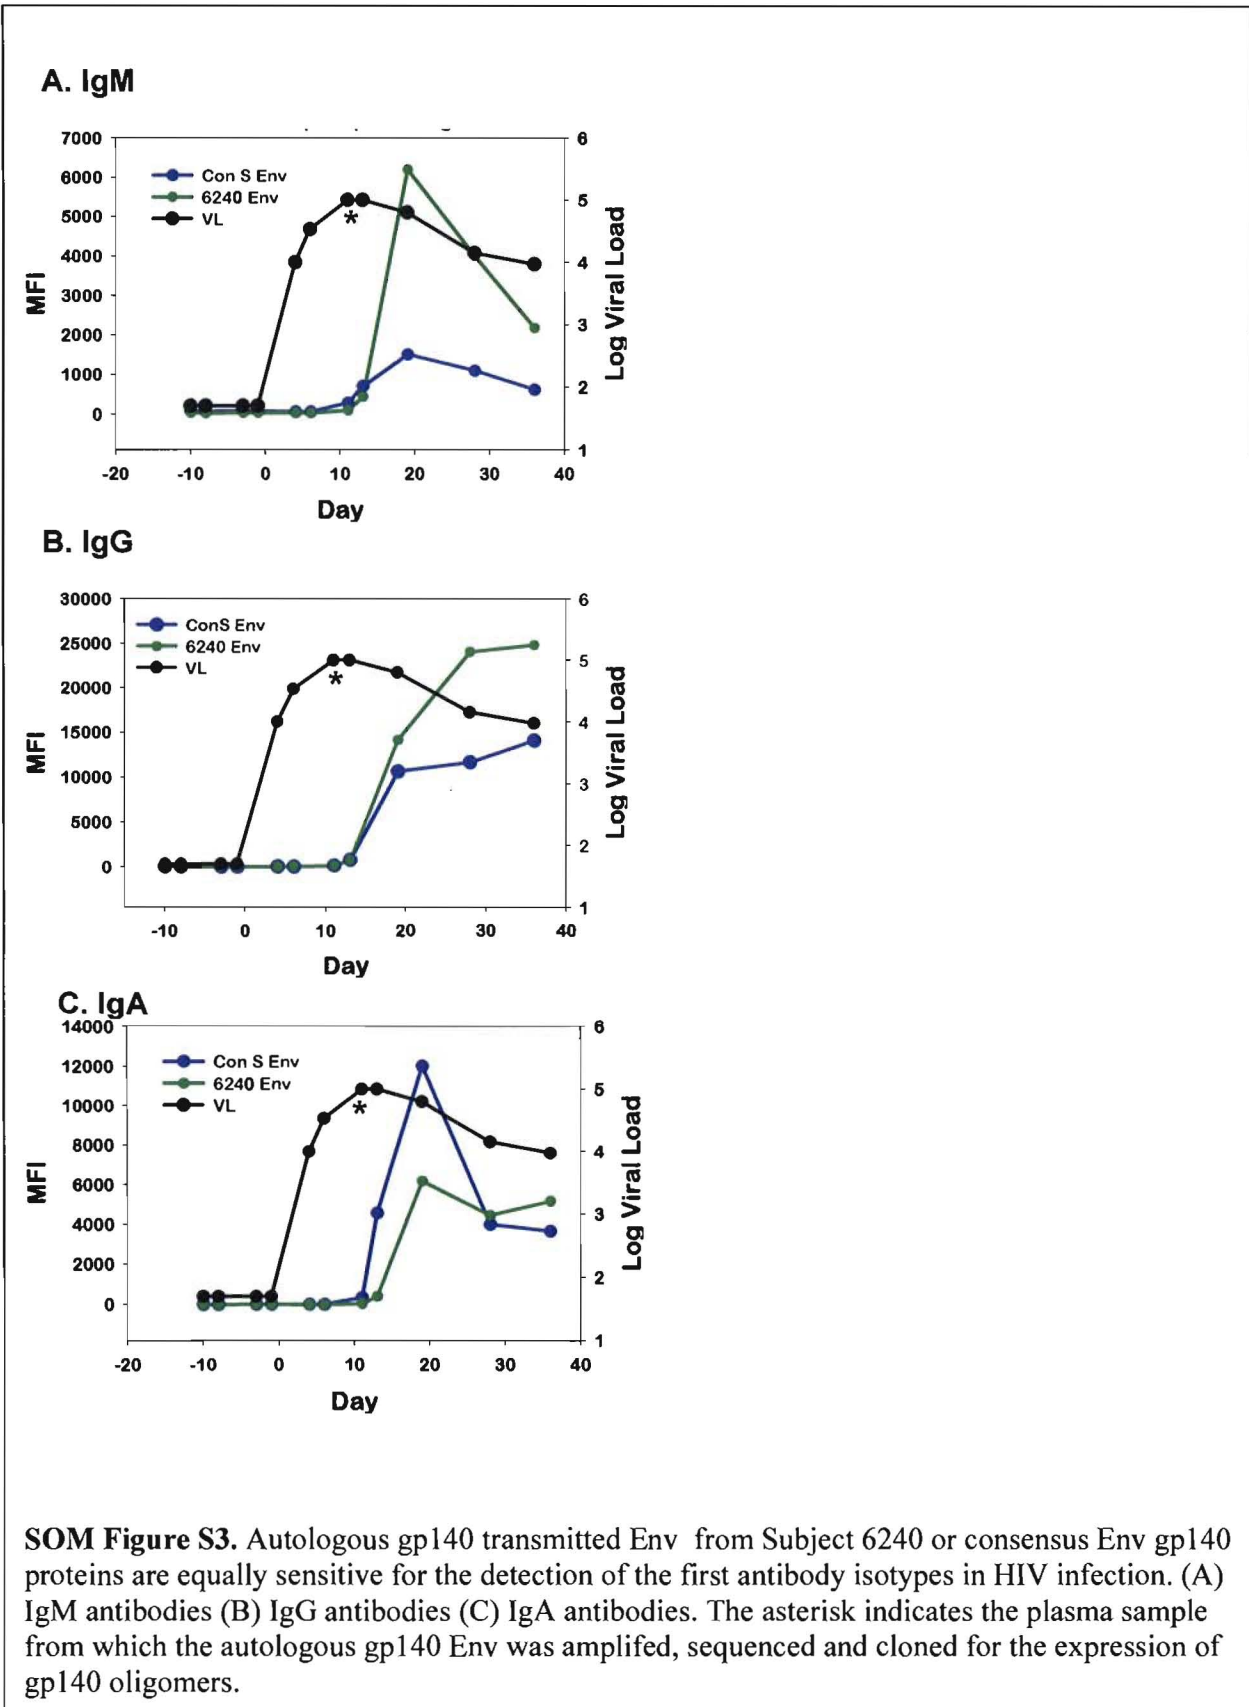 A. IgM
7000
6000
5000
4000
3000
2000
1000
0
MFI
Con S Env
6240 Env
VL
*
6
5
4
3
2
1
Log Viral Load
-20 -10 0 10 20 30 40
Day
B. IgG
30000
25000
20000
15000
10000
5000
0
MFI
ConS Env
6240 Env
VL
*
6
5
4
3
2
1
Log Viral Load
-10 0 10 20 30 40
Day
C. IgA
14000
12000
10000
8000
6000
4000
2000
0
MFI
Con S Env
6240 Env
VL
*
6
5
4
3
2
1
Log Viral Load
-20 -10 0 10 20 30 40
Day
SOM Figure S3. Autologous gp140 transmitted Env from Subject 6240 or consensus Env gp140
proteins are equally sensitive for the detection of the first antibody isotypes in HIV infection. (A)
IgM antibodies (B) IgG antibodies (C) IgA antibodies. The asterisk indicates the plasma sample
from which the autologous gp140 Env was amplifed, sequenced and cloned for the expression of
gp140 oligomers.